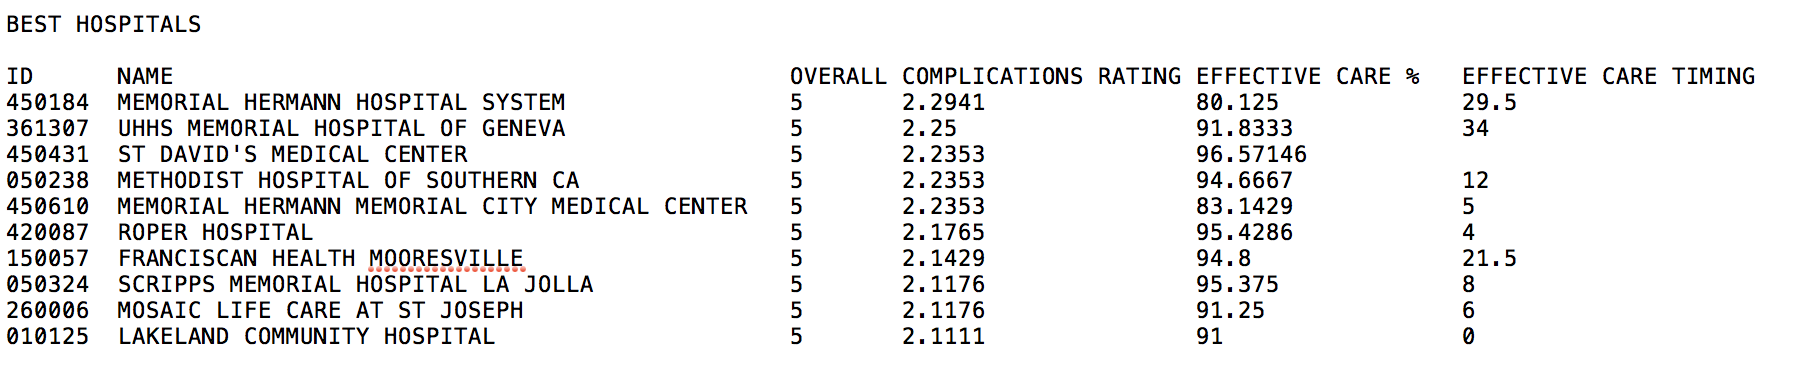 BEST HOSPITALS
ID NAME OVERALL COMPLICATIONS RATING EFFECTIVE CARE % EFFECTIVE CARE TIMING
450184 MEMORIAL HERMANN HOSPITAL SYSTEM 5 2.2941 80.125 29.5
361307 UHHS MEMORIAL HOSPITAL OF GENEVA 5 2.25 91.8333 34
450431 ST DAVID'S MEDICAL CENTER 5 2.2353 96.57146
050238 METHODIST HOSPITAL OF SOUTHERN CA 5 2.2353 94.6667 12
450610 MEMORIAL HERMANN MEMORIAL CITY MEDICAL CENTER 5 2.2353 83.1429 5
420087 ROPER HOSPITAL 5 2.1765 95.4286 4
150057 FRANCISCAN HEALTH MOORESVILLE 5 2.1429 94.8 21.5
050324 SCRIPPS MEMORIAL HOSPITAL LA JOLLA 5 2.1176 95.375 8
260006 MOSAIC LIFE CARE AT ST JOSEPH 5 2.1176 91.25 6
010125 LAKELAND COMMUNITY HOSPITAL 5 2.1111 91 0